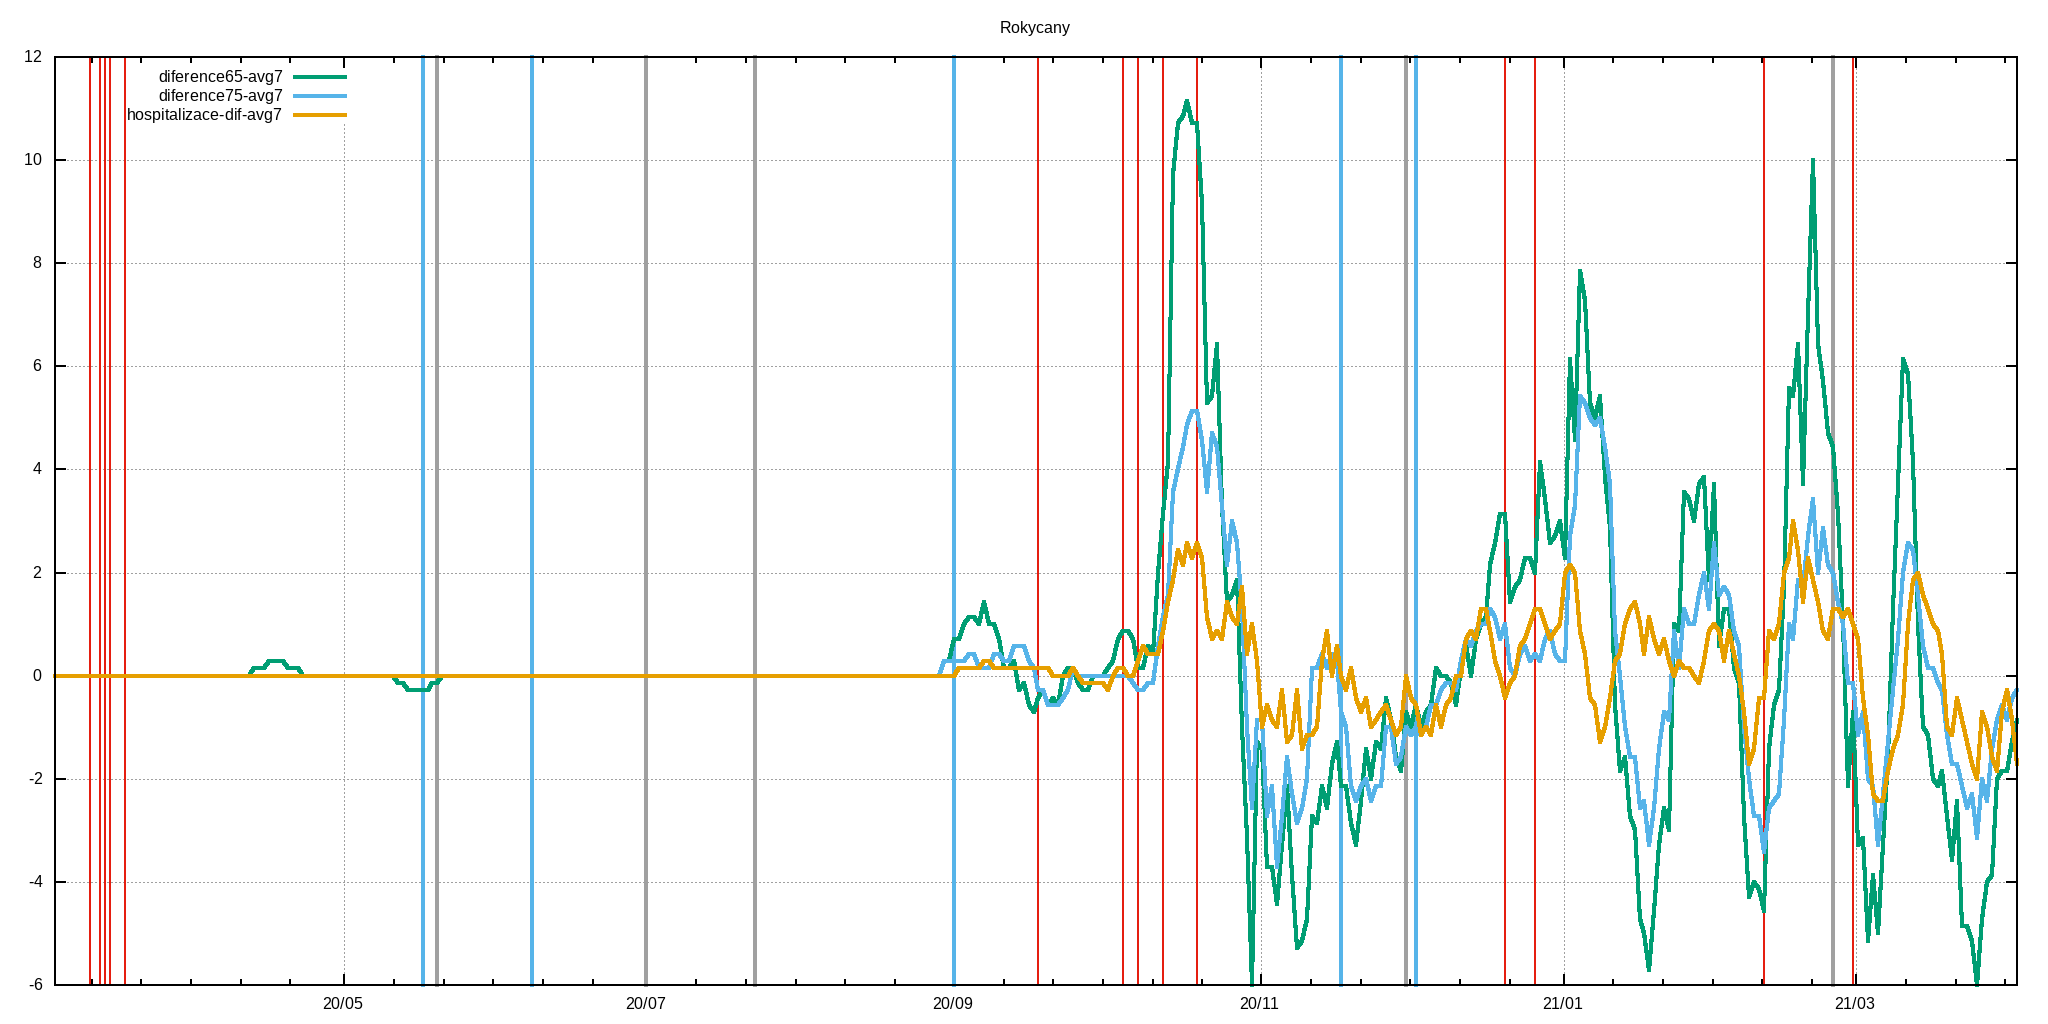 Rokycany
12
diference65-avg7
diference75-avg7
hospitalizace-dif-avg7
10
8
6
4
2
0
-2
-4
-6
20/05 20/07 20/09 20/11 21/01 21/03